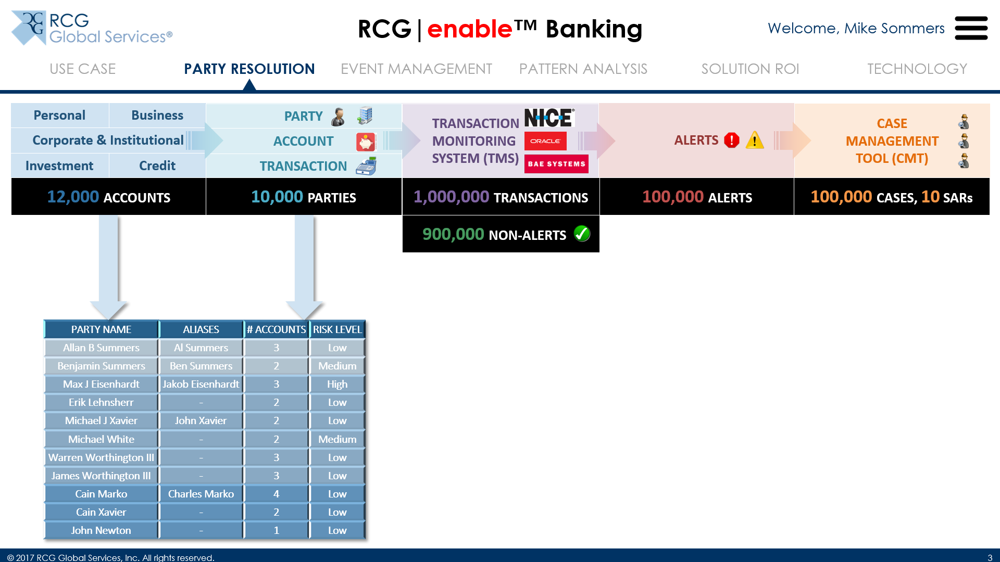 RCG
Global Services®
RCG|enable™ Banking
Welcome, Mike Sommers
USE CASE
PARTY RESOLUTION
EVENT MANAGEMENT
PATTERN ANALYSIS
SOLUTION ROI
TECHNOLOGY
Personal
Business
Corporate & Institutional
Investment
Credit
PARTY
ACCOUNT
TRANSACTION
TRANSACTION
MONITORING
SYSTEM (TMS)
NICE®
ORACLE®
BAE SYSTEMS
ALERTS
CASE
MANAGEMENT
TOOL (CMT)
12,000 ACCOUNTS
10,000 PARTIES
1,000,000 TRANSACTIONS
100,000 ALERTS
100,000 CASES, 10 SARs
900,000 NON-ALERTS
PARTY NAME ALIASES # ACCOUNTS RISK LEVEL
Allan B Summers Al Summers 3 Low
Benjamin Summers Ben Summers 2 Medium
Max J Eisenhardt Jakob Eisenhardt 3 High
Erik Lehnsherr - 2 Low
Michael J Xavier John Xavier 2 Low
Michael White - 2 Medium
Warren Worthington III - 3 Low
James Worthington III - 3 Low
Cain Marko Charles Marko 4 Low
Cain Xavier - 2 Low
John Newton - 1 Low
© 2017 RCG Global Services, Inc. All rights reserved.
3